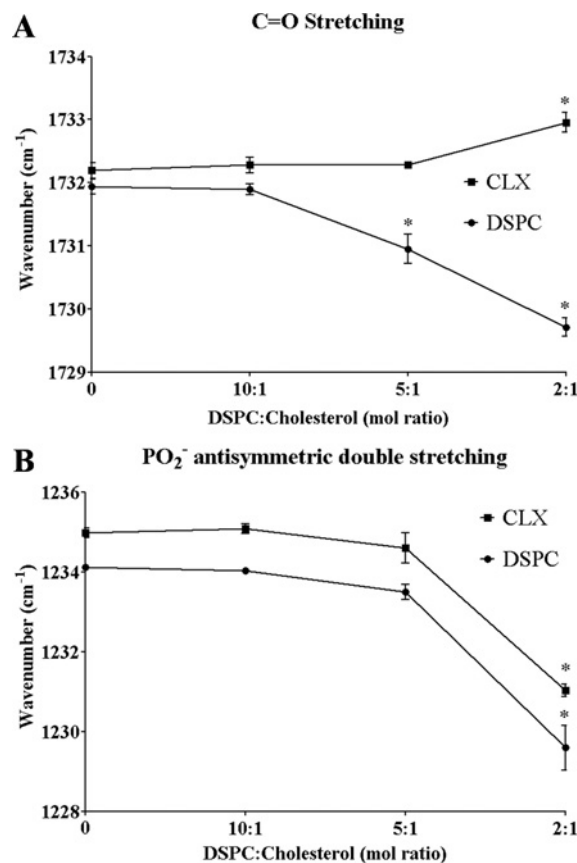 A
C=O Stretching
1734
1733
1732
1731
1730
1729
Wavenumber (cm⁻¹)
*
*
*
CLX
DSPC
0 10:1 5:1 2:1
DSPC:Cholesterol (mol ratio)
B
PO₂⁻ antisymmetric double stretching
1236
1234
1232
1230
1228
Wavenumber (cm⁻¹)
CLX
DSPC
*
*
0 10:1 5:1 2:1
DSPC:Cholesterol (mol ratio)